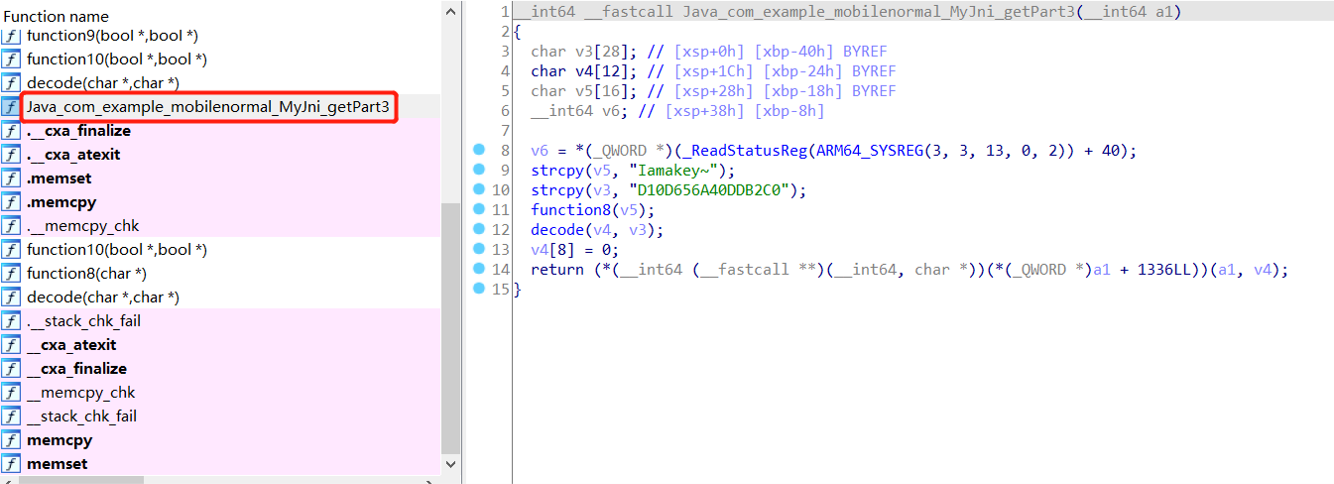 Function name
f function9(bool *,bool *)
f function10(bool *,bool *)
f decode(char *,char *)
f Java_com_example_mobilenormal_MyJni_getPart3
f .__cxa_finalize
f .__cxa_atexit
f .memset
f .memcpy
f .__memcpy_chk
f function10(bool *,bool *)
f function8(char *)
f decode(char *,char *)
f .__stack_chk_fail
f __cxa_atexit
f __cxa_finalize
f __memcpy_chk
f __stack_chk_fail
f memcpy
f memset
1 __int64 __fastcall Java_com_example_mobilenormal_MyJni_getPart3(__int64 a1)
2 {
3 char v3[28]; // [xsp+0h] [xbp-40h] BYREF
4 char v4[12]; // [xsp+1Ch] [xbp-24h] BYREF
5 char v5[16]; // [xsp+28h] [xbp-18h] BYREF
6 __int64 v6; // [xsp+38h] [xbp-8h]
7
8 v6 = *(_QWORD *)(_ReadStatusReg(ARM64_SYSREG(3, 3, 13, 0, 2)) + 40);
9 strcpy(v5, "Iamakey~");
10 strcpy(v3, "D10D656A40DDB2C0");
11 function8(v5);
12 decode(v4, v3);
13 v4[8] = 0;
14 return (*(__int64 (__fastcall **)(__int64, char *))(*(_QWORD *)a1 + 1336LL))(a1, v4);
15 }